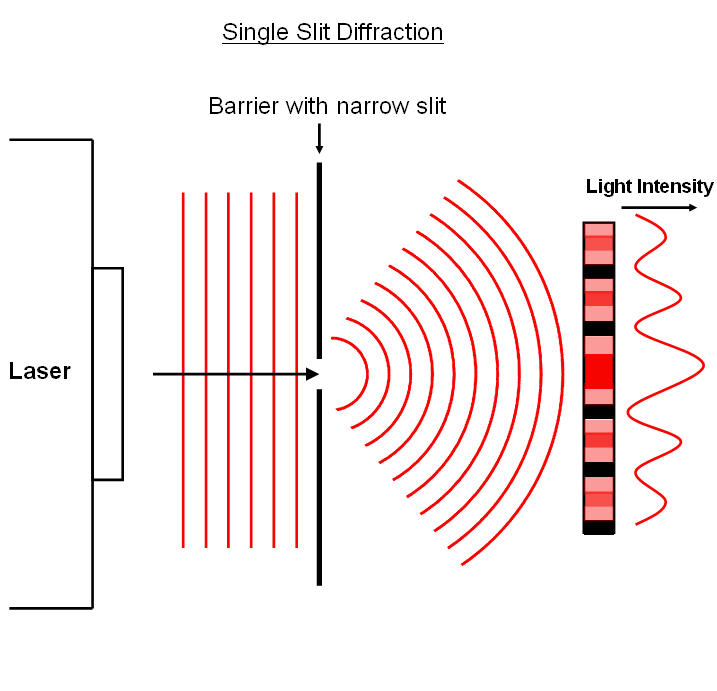 Single Slit Diffraction
Barrier with narrow slit
Light Intensity
Laser